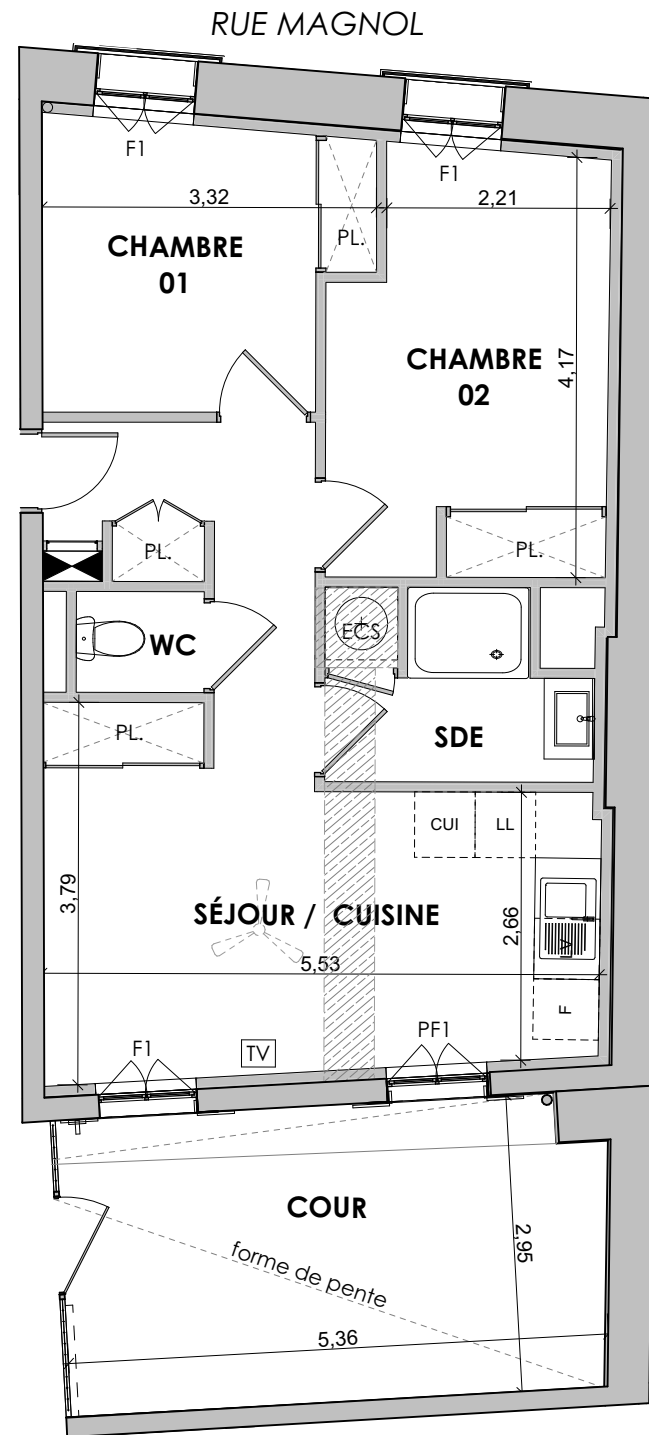 RUE MAGNOL
F1
F1
3,32
2,21
PL.
CHAMBRE
01
CHAMBRE
02
4,17
PL.
PL.
ECS
WC
PL.
SDE
CUI
LL
3,79
SÉJOUR / CUISINE
2,66
LV
5,53
F
F1
TV
PF1
COUR
2,95
forme de pente
5,36